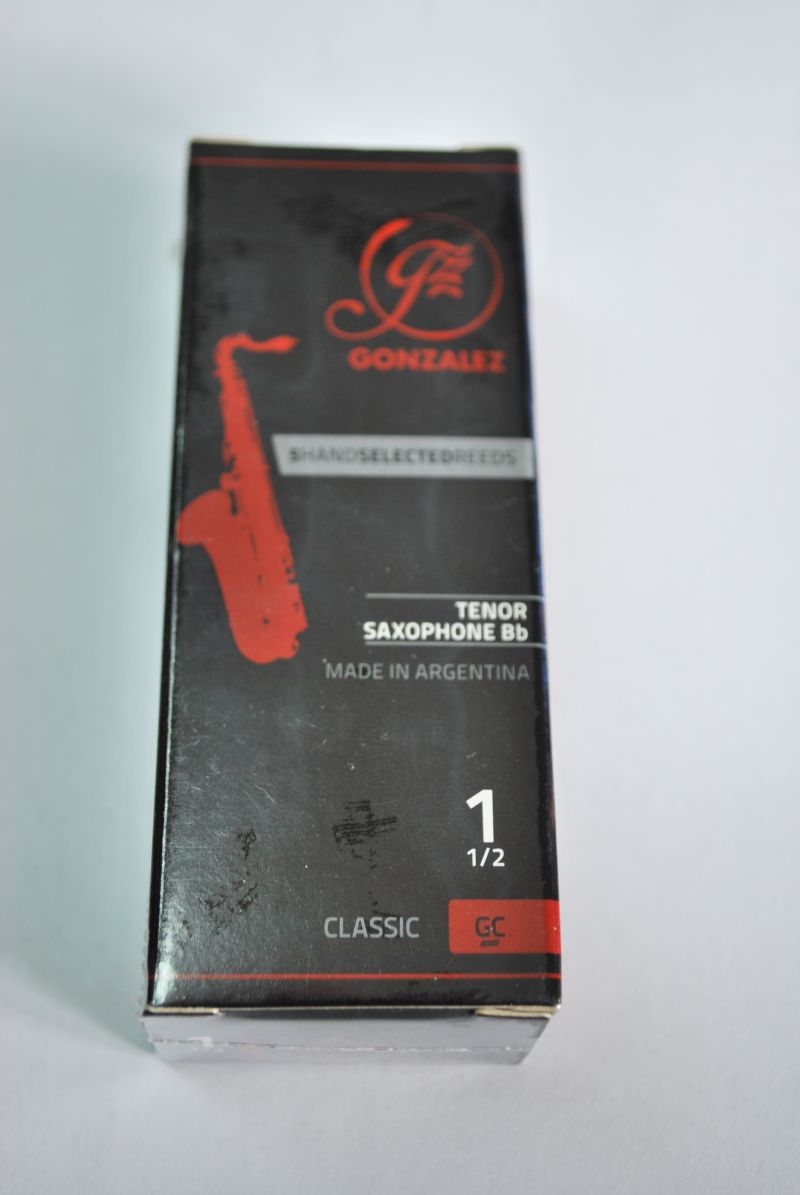 GONZALEZ
5HANDSELECTEDREEDS
TENOR
SAXOPHONE Bb
MADE IN ARGENTINA
1
1/2
CLASSIC GC